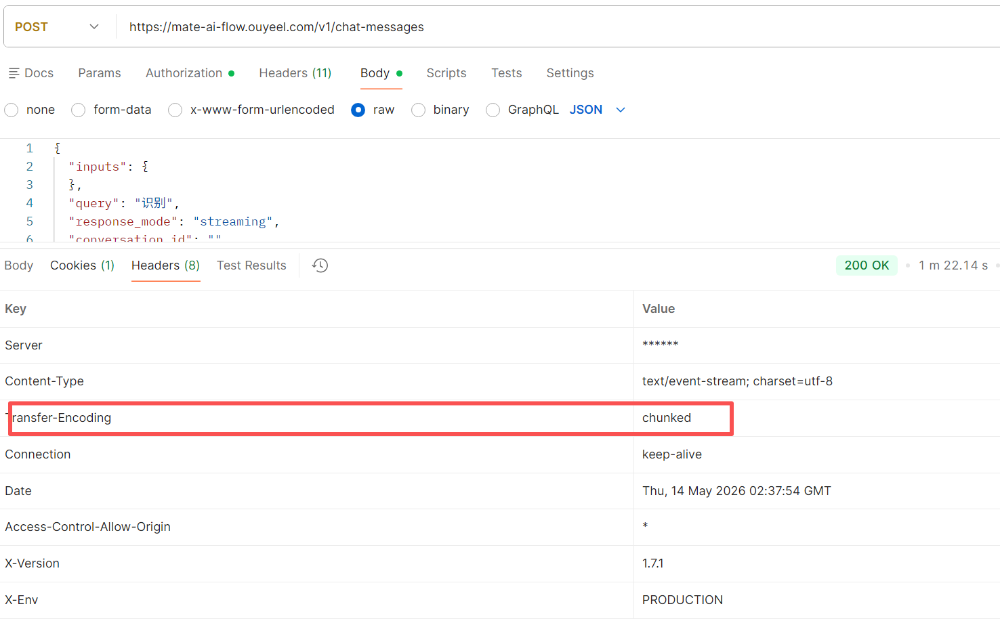 POST https://mate-ai-flow.ouyeel.com/v1/chat-messages
Docs Params Authorization Headers (11) Body Scripts Tests Settings
none form-data x-www-form-urlencoded raw binary GraphQL JSON
1 {
2 "inputs": {
3 },
4 "query": "识别",
5 "response_mode": "streaming",
6 "conversation_id": ""
Body Cookies (1) Headers (8) Test Results 200 OK 1 m 22.14 s
Key Value
Server ******
Content-Type text/event-stream; charset=utf-8
Transfer-Encoding chunked
Connection keep-alive
Date Thu, 14 May 2026 02:37:54 GMT
Access-Control-Allow-Origin *
X-Version 1.7.1
X-Env PRODUCTION